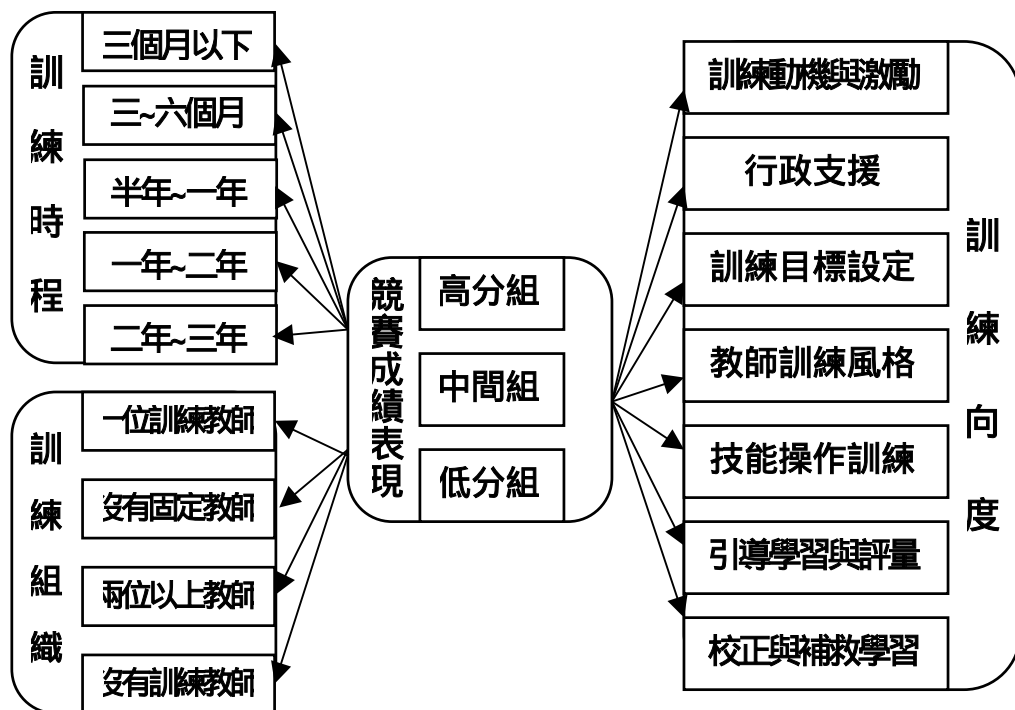 訓練時程
三個月以下
三~六個月
半年~一年
一年~二年
二年~三年
訓練組織
一位訓練教師
沒有固定教師
兩位以上教師
沒有訓練教師
競賽成績表現
高分組
中間組
低分組
訓練動機與激勵
行政支援
訓練目標設定
教師訓練風格
技能操作訓練
引導學習與評量
校正與補救學習
訓練向度